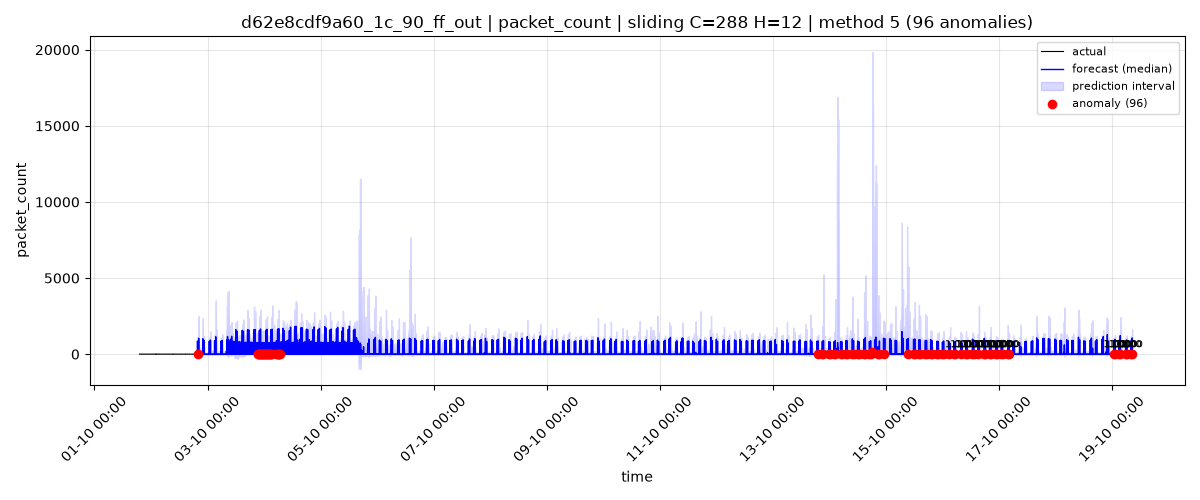 d62e8cdf9a60_1c_90_ff_out | packet_count | sliding C=288 H=12 | method 5 (96 anomalies)
actual
forecast (median)
prediction interval
anomaly (96)
packet_count
20000
15000
10000
5000
0
01-10 00:00
03-10 00:00
05-10 00:00
07-10 00:00
09-10 00:00
11-10 00:00
13-10 00:00
15-10 00:00
17-10 00:00
19-10 00:00
time